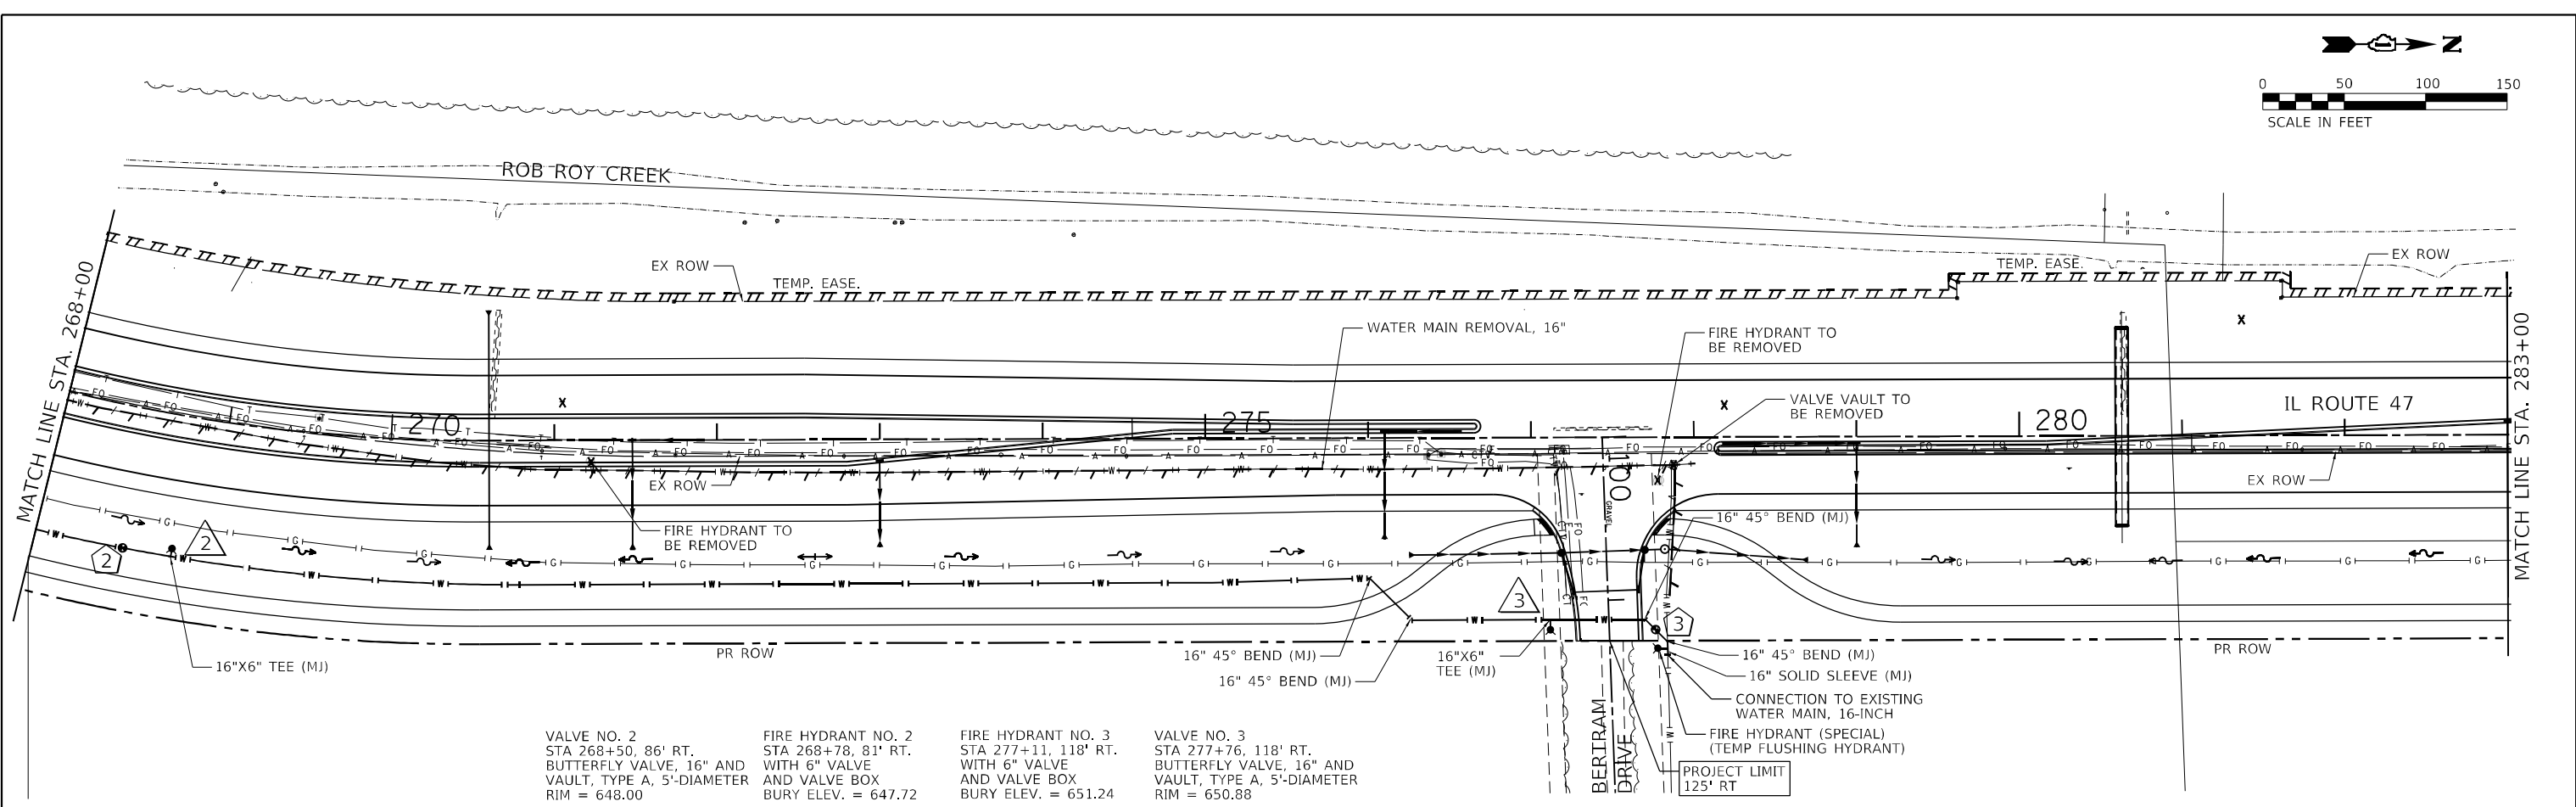 N
0 50 100 150
SCALE IN FEET
ROB ROY CREEK
EX ROW
TEMP. EASE.
TEMP. EASE.
EX ROW
MATCH LINE STA. 268+00
WATER MAIN REMOVAL, 16"
FIRE HYDRANT TO
BE REMOVED
VALVE VAULT TO
BE REMOVED
IL ROUTE 47
MATCH LINE STA. 283+00
270
275
280
100
GRAVEL
EX ROW
EX ROW
FIRE HYDRANT TO
BE REMOVED
16" 45° BEND (MJ)
2
2
3
3
16"X6" TEE (MJ)
PR ROW
16" 45° BEND (MJ)
16" 45° BEND (MJ)
16"X6"
TEE (MJ)
16" 45° BEND (MJ)
16" SOLID SLEEVE (MJ)
CONNECTION TO EXISTING
WATER MAIN, 16-INCH
FIRE HYDRANT (SPECIAL)
(TEMP FLUSHING HYDRANT)
PR ROW
BERTRAM
DRIVE
PROJECT LIMIT
125' RT
VALVE NO. 2
STA 268+50, 86' RT.
BUTTERFLY VALVE, 16" AND
VAULT, TYPE A, 5'-DIAMETER
RIM = 648.00
FIRE HYDRANT NO. 2
STA 268+78, 81' RT.
WITH 6" VALVE
AND VALVE BOX
BURY ELEV. = 647.72
FIRE HYDRANT NO. 3
STA 277+11, 118' RT.
WITH 6" VALVE
AND VALVE BOX
BURY ELEV. = 651.24
VALVE NO. 3
STA 277+76, 118' RT.
BUTTERFLY VALVE, 16" AND
VAULT, TYPE A, 5'-DIAMETER
RIM = 650.88